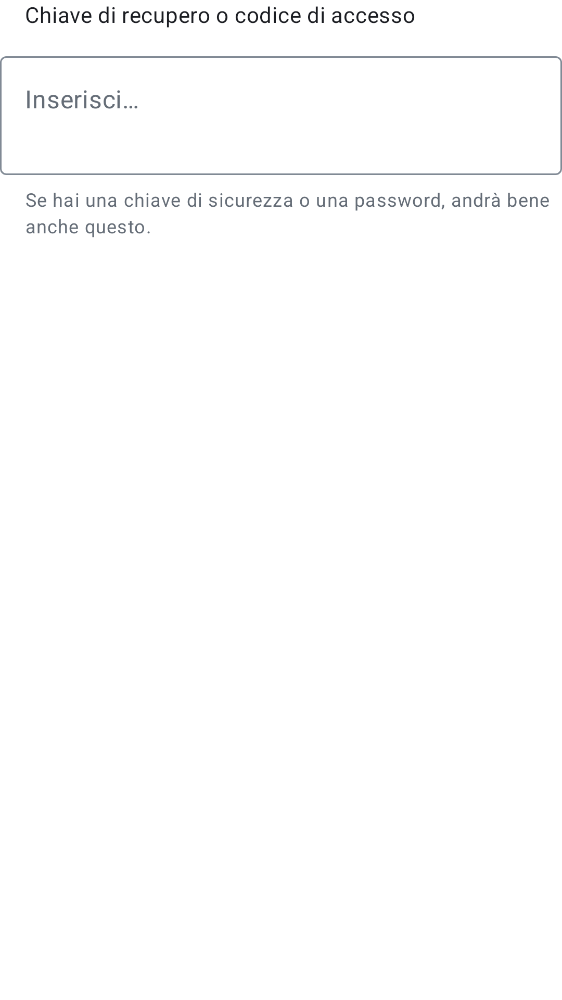 Chiave di recupero o codice di accesso
Inserisci…
Se hai una chiave di sicurezza o una password, andrà bene
anche questo.